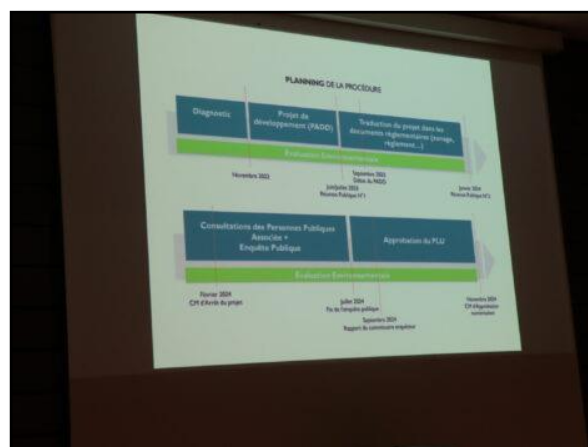 PLANNING DE LA PROCÉDURE
Diagnostic
Projet de
développement (PADD)
Traduction du projet dans les
documents réglementaires (zonage,
règlement...)
Évaluation Environnementale
Novembre 2022
Juin/Juillet 2023
Réunion Publique N°1
Septembre 2023
Débat du PADD
Janvier 2024
Réunion Publique N°2
Consultations des Personnes Publiques
Associée +
Enquête Publique
Approbation du PLU
Évaluation Environnementale
Février 2024
CM d'Arrêt du projet
Juillet 2024
Fin de l'enquête publique
Septembre 2024
Rapport du commissaire enquêteur
Novembre 2024
CM d'Approbation